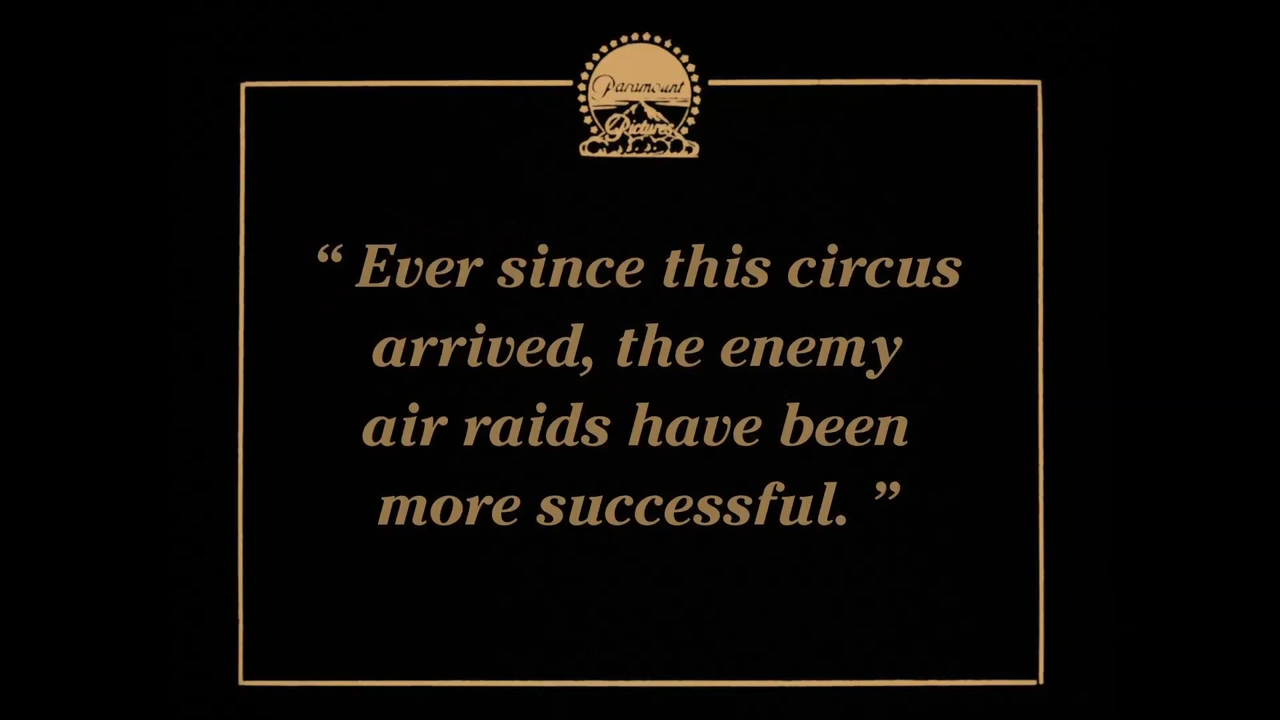 Paramount
Pictures
“ Ever since this circus
arrived, the enemy
air raids have been
more successful. ”